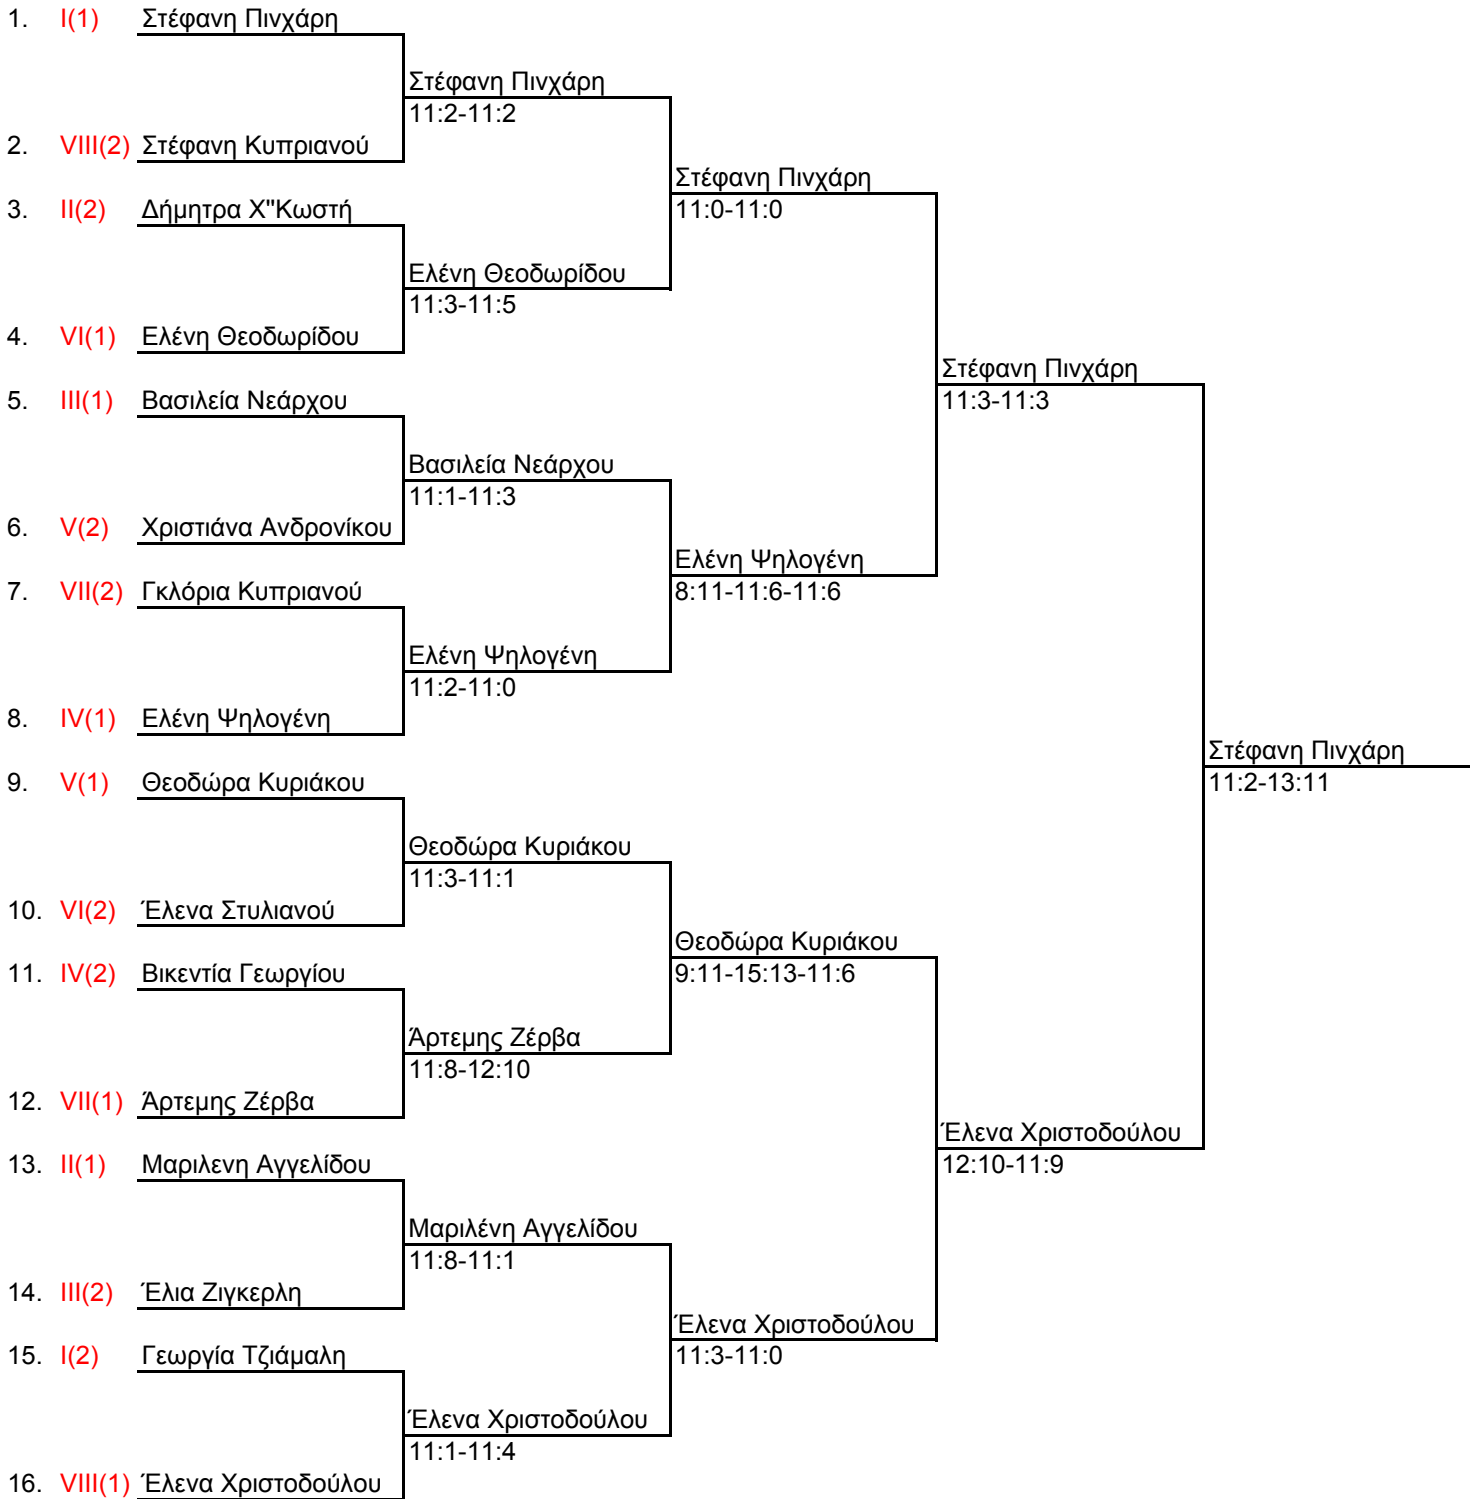 1. I(1) Στέφανη Πινχάρη
Στέφανη Πινχάρη
11:2-11:2
2. VIII(2) Στέφανη Κυπριανού
Στέφανη Πινχάρη
3. II(2) Δήμητρα Χ"Κωστή
11:0-11:0
Ελένη Θεοδωρίδου
11:3-11:5
4. VI(1) Ελένη Θεοδωρίδου
Στέφανη Πινχάρη
5. III(1) Βασιλεία Νεάρχου
11:3-11:3
Βασιλεία Νεάρχου
11:1-11:3
6. V(2) Χριστιάνα Ανδρονίκου
Ελένη Ψηλογένη
7. VII(2) Γκλόρια Κυπριανού
8:11-11:6-11:6
Ελένη Ψηλογένη
11:2-11:0
8. IV(1) Ελένη Ψηλογένη
Στέφανη Πινχάρη
9. V(1) Θεοδώρα Κυριάκου
11:2-13:11
Θεοδώρα Κυριάκου
11:3-11:1
10. VI(2) Έλενα Στυλιανού
Θεοδώρα Κυριάκου
11. IV(2) Βικεντία Γεωργίου
9:11-15:13-11:6
Άρτεμης Ζέρβα
11:8-12:10
12. VII(1) Άρτεμης Ζέρβα
Έλενα Χριστοδούλου
13. II(1) Μαριλενη Αγγελίδου
12:10-11:9
Μαριλένη Αγγελίδου
11:8-11:1
14. III(2) Έλια Ζιγκερλη
Έλενα Χριστοδούλου
15. I(2) Γεωργία Τζιάμαλη
11:3-11:0
Έλενα Χριστοδούλου
11:1-11:4
16. VIII(1) Έλενα Χριστοδούλου